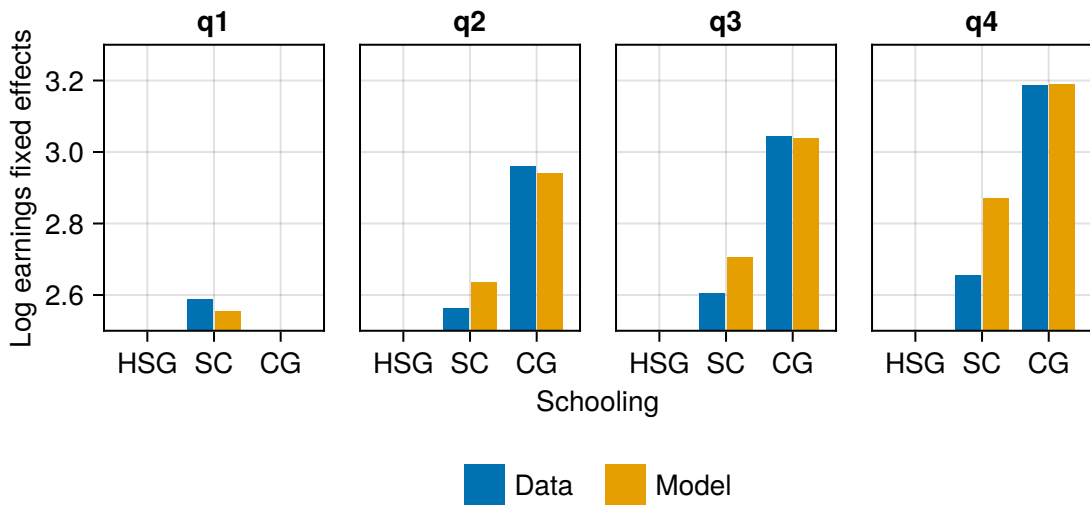 q1 q2 q3 q4
Log earnings fixed effects
3.2
3.0
2.8
2.6
HSG SC CG HSG SC CG HSG SC CG HSG SC CG
Schooling
Data Model